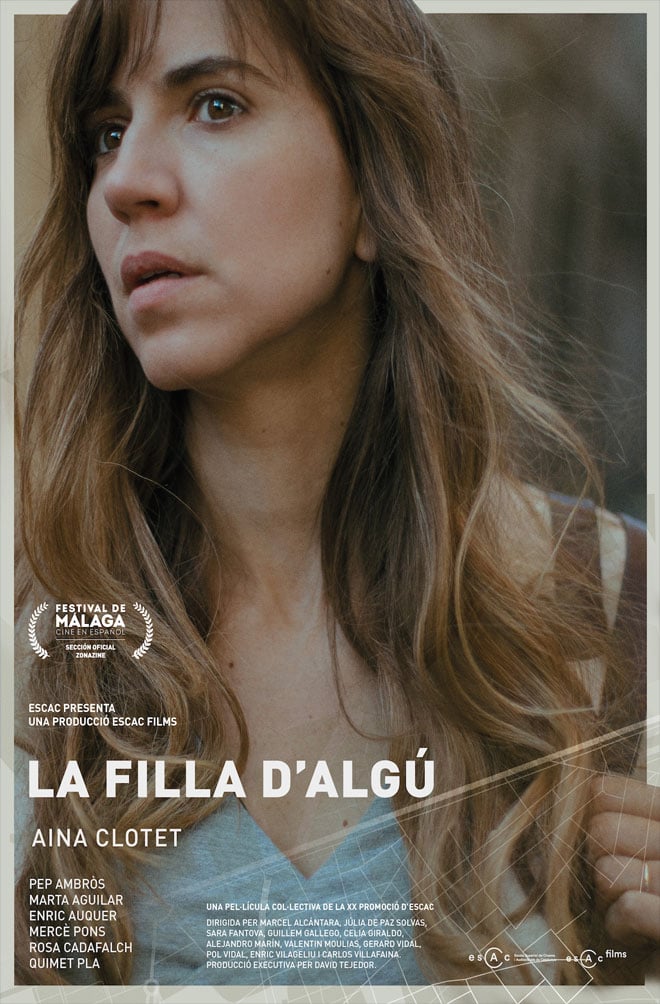 FESTIVAL DE
MÁLAGA
CINE EN ESPAÑOL
SECCIÓN OFICIAL
ZONAZINE
ESCAC PRESENTA
UNA PRODUCCIÓ ESCAC FILMS
LA FILLA D'ALGÚ
AINA CLOTET
PEP AMBRÒS
MARTA AGUILAR
ENRIC AUQUER
MERCÈ PONS
ROSA CADAFALCH
QUIMET PLA
UNA PEL·LÍCULA COL·LECTIVA DE LA XX PROMOCIÓ D'ESCAC
DIRIGIDA PER MARCEL ALCÁNTARA, JÚLIA DE PAZ SOLVAS,
SARA FANTOVA, GUILLEM GALLEGO, CELIA GIRALDO,
ALEJANDRO MARÍN, VALENTIN MOULIAS, GERARD VIDAL,
POL VIDAL, ENRIC VILAGELIU I CARLOS VILLAFAINA.
PRODUCCIÓ EXECUTIVA PER DAVID TEJEDOR.
escac
escac films